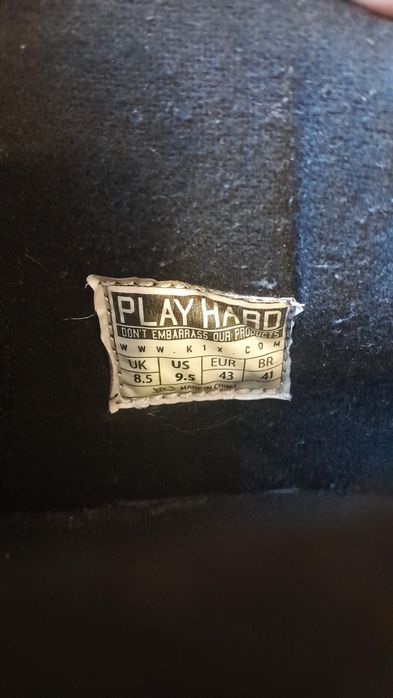 PLAY HARD
DON'T EMBARRASS OUR PRODUCTS
www.K1x.COM
UK US EUR BR
8.5 9.5 43 41
MADE IN CHINA